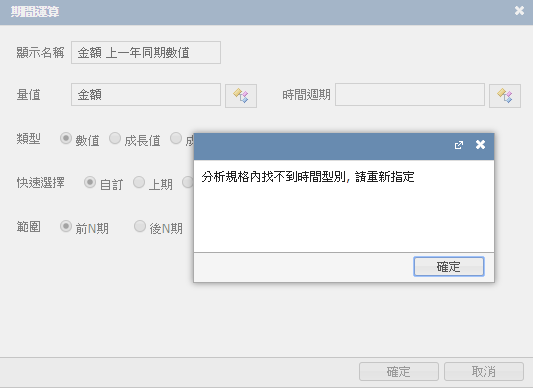 期間運算
顯示名稱 金額 上一年同期數值
量值 金額 時間週期
類型 數值 成長值
分析規格內找不到時間型別, 請重新指定
快速選擇 自訂 上期
範圍 前N期 後N期
確定
確定 取消